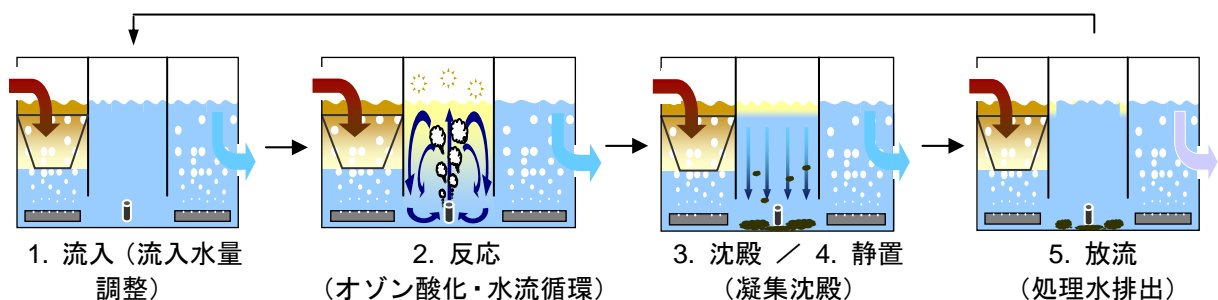 1. 流入（流入水量
調整）
2. 反応
（オゾン酸化・水流循環）
3. 沈殿 ／ 4. 静置
（凝集沈殿）
5. 放流
（処理水排出）